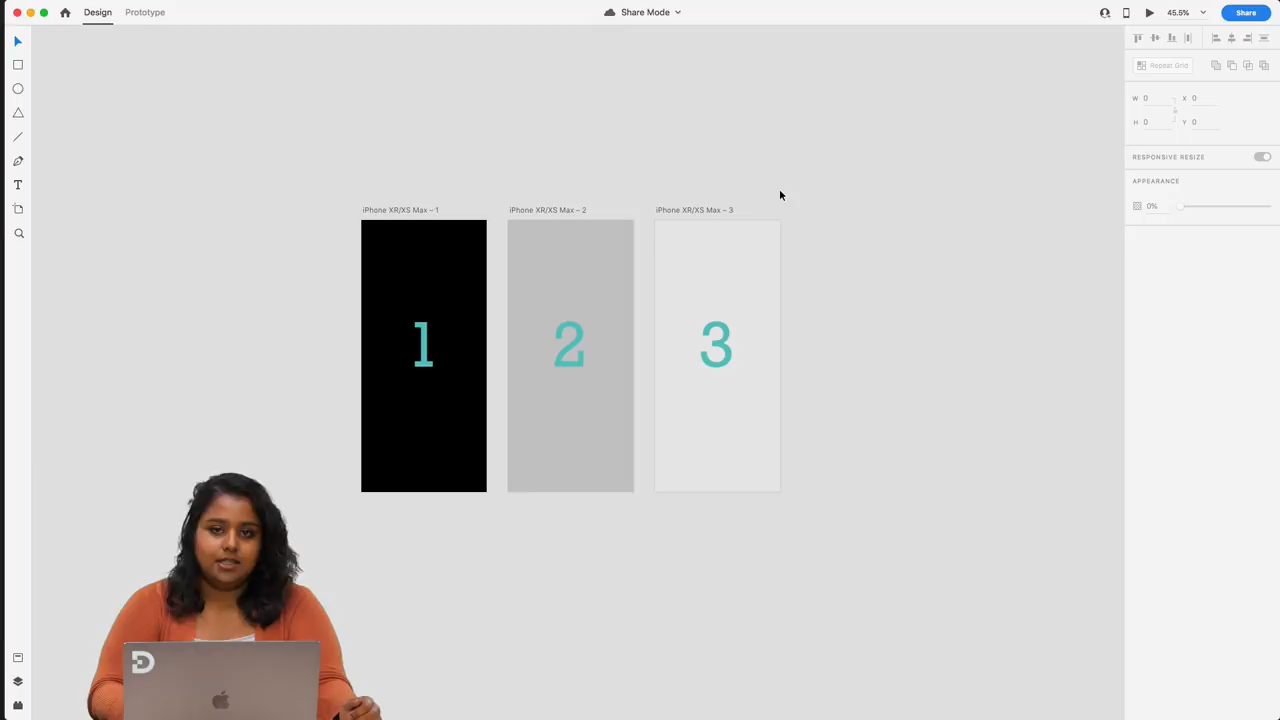 Design Prototype Share Mode 45.5% Share
Repeat Grid
W 0 X 0
H 0 Y 0
RESPONSIVE RESIZE
APPEARANCE
0%
iPhone XR/XS Max – 1 iPhone XR/XS Max – 2 iPhone XR/XS Max – 3
1 2 3
T
D